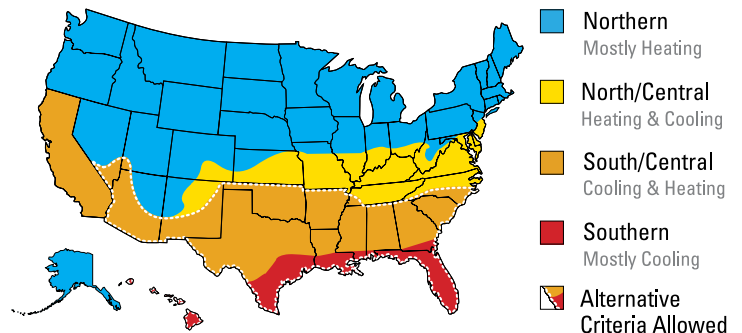 Northern
Mostly Heating
North/Central
Heating & Cooling
South/Central
Cooling & Heating
Southern
Mostly Cooling
Alternative
Criteria Allowed